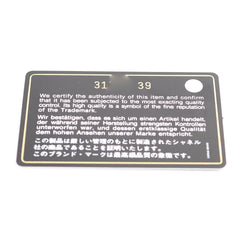 31 39
We certify the authenticity of this item and confirm
that it has been subjected to the most exacting quality
control. Its high quality is a symbol of the fine reputation
of the Trademark.
Wir bestätigen, dass es sich um einen Artikel handelt,
der während seiner Herstellung strengsten Kontrollen
unterworfen war, und dessen erstklassige Qualität
dem hohen Ansehen unserer Marke entspricht.
この製品は厳しい管理のもとに製造されたシャネル
社の製品であることを証明いたします。
このブランド・マークは最高級品質の象徴です。